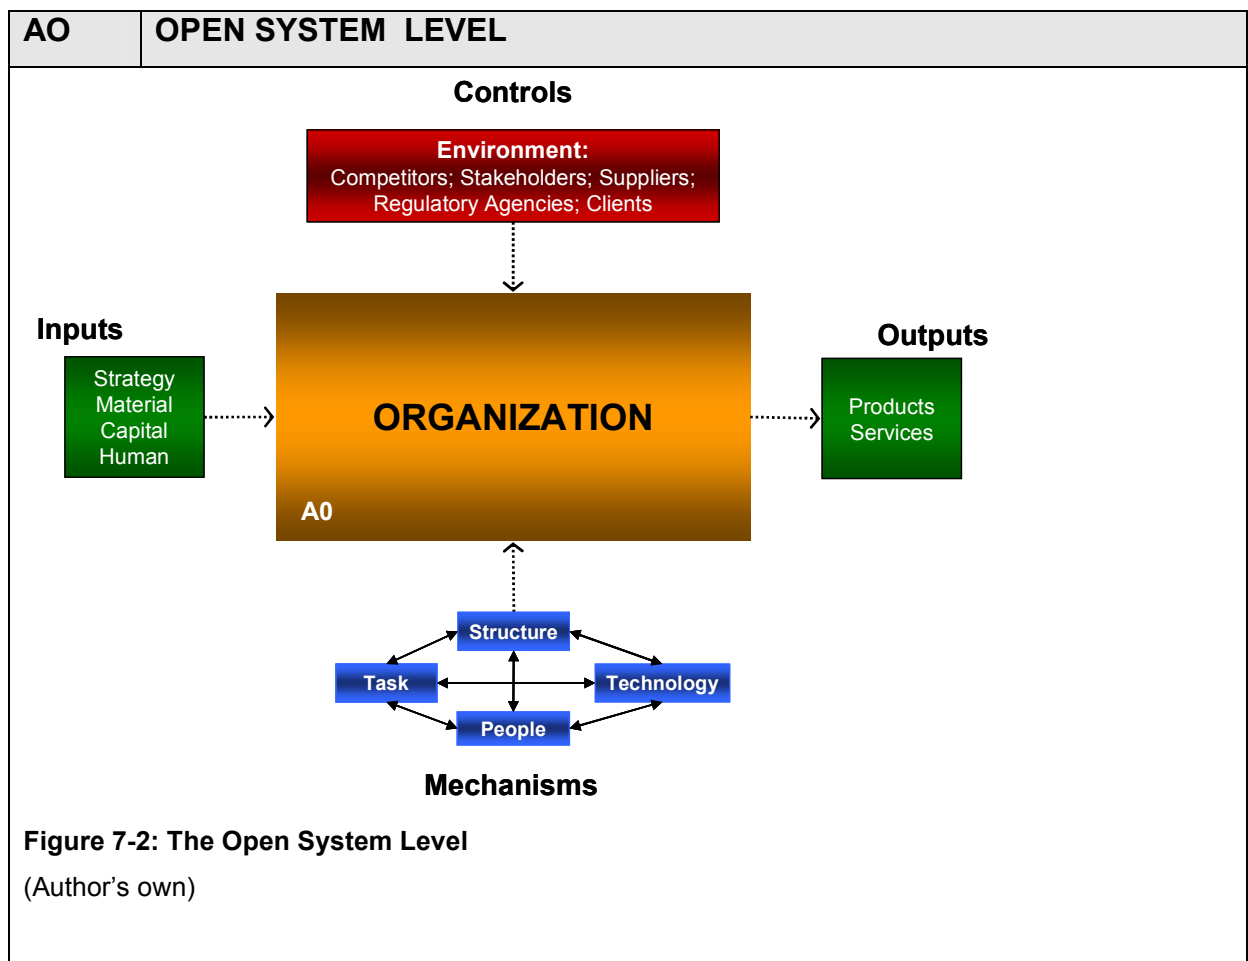 AO
OPEN SYSTEM LEVEL
Controls
Environment:
Competitors; Stakeholders; Suppliers;
Regulatory Agencies; Clients
Inputs
Strategy
Material
Capital
Human
ORGANIZATION
A0
Outputs
Products
Services
Structure
Task
Technology
People
Mechanisms
Figure 7-2: The Open System Level
(Author's own)